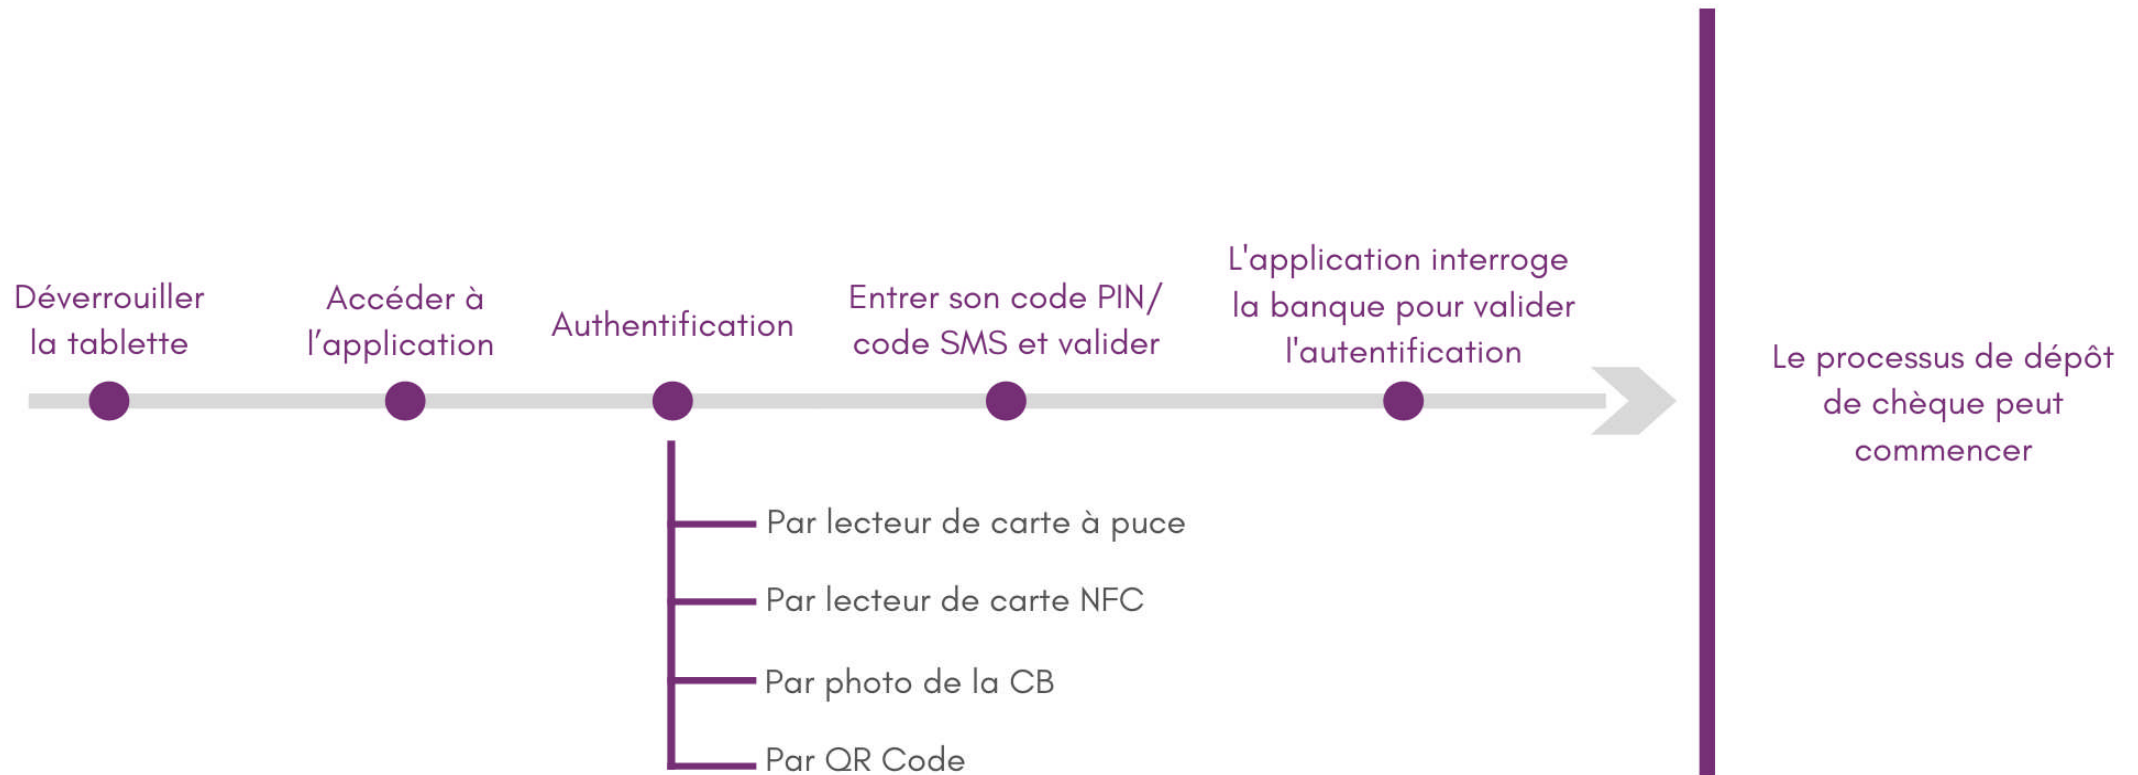 Déverrouiller
la tablette
Accéder à
l’application
Authentification
Entrer son code PIN/
code SMS et valider
L'application interroge
la banque pour valider
l'autentification
Par lecteur de carte à puce
Par lecteur de carte NFC
Par photo de la CB
Par QR Code
Le processus de dépôt
de chèque peut
commencer